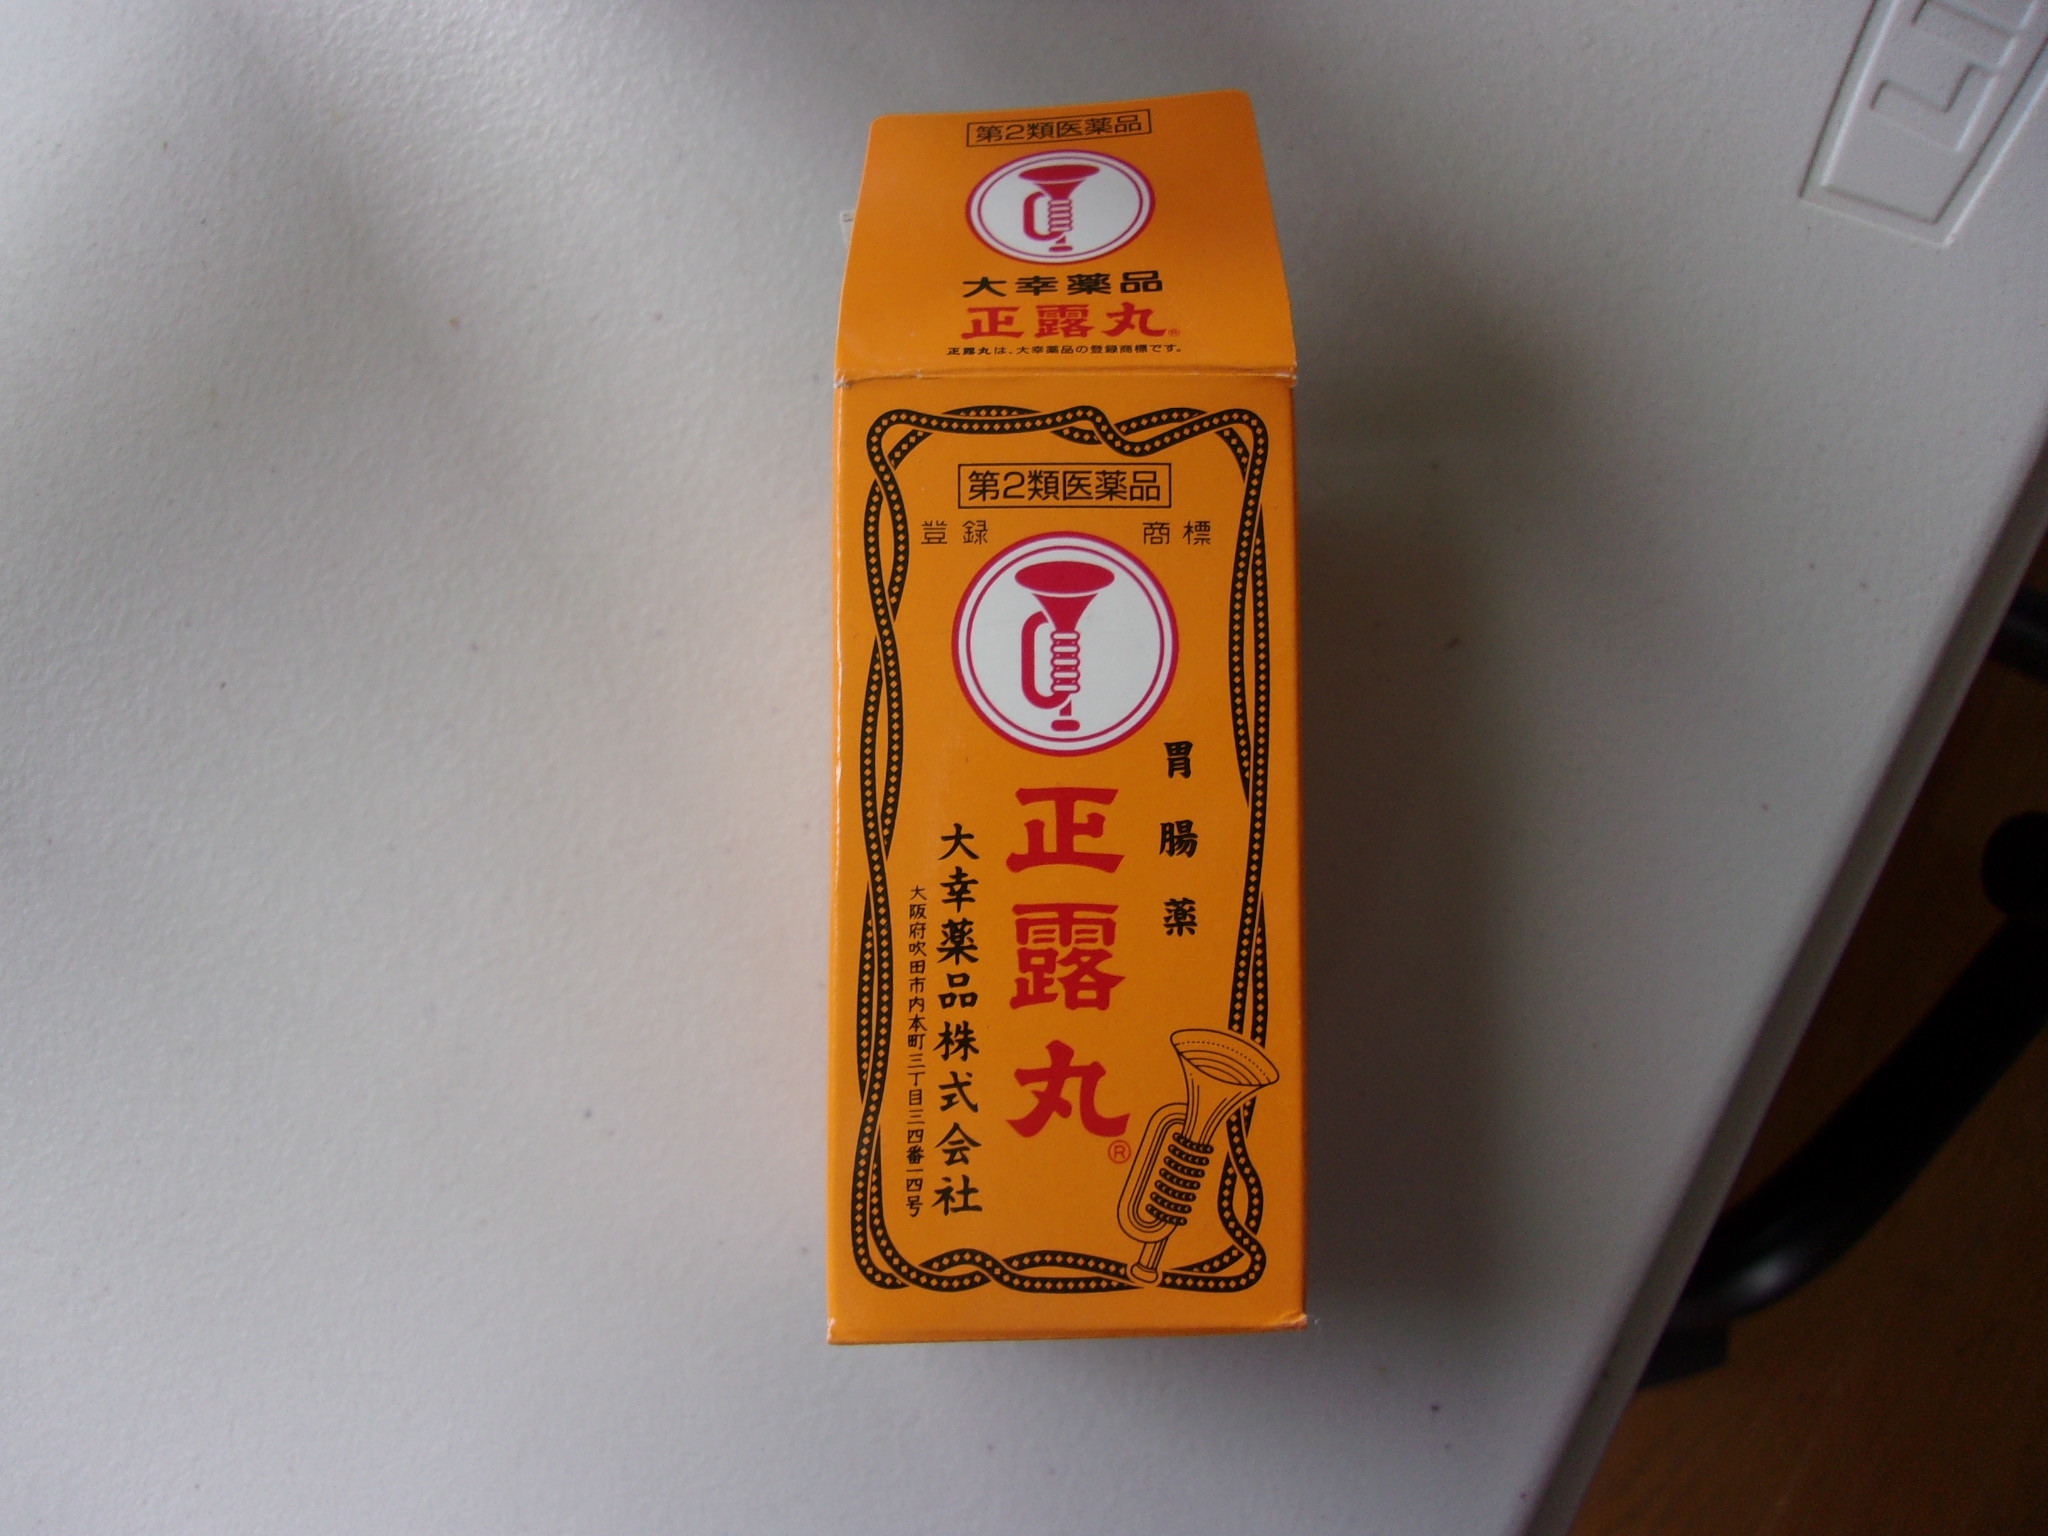 第2類医薬品
大幸薬品
正露丸®
正露丸は、大幸薬品の登録商標です。
第2類医薬品
登録 商標
胃腸薬
正露丸®
大幸薬品株式会社
大阪府吹田市内本町三丁目三四番一四号